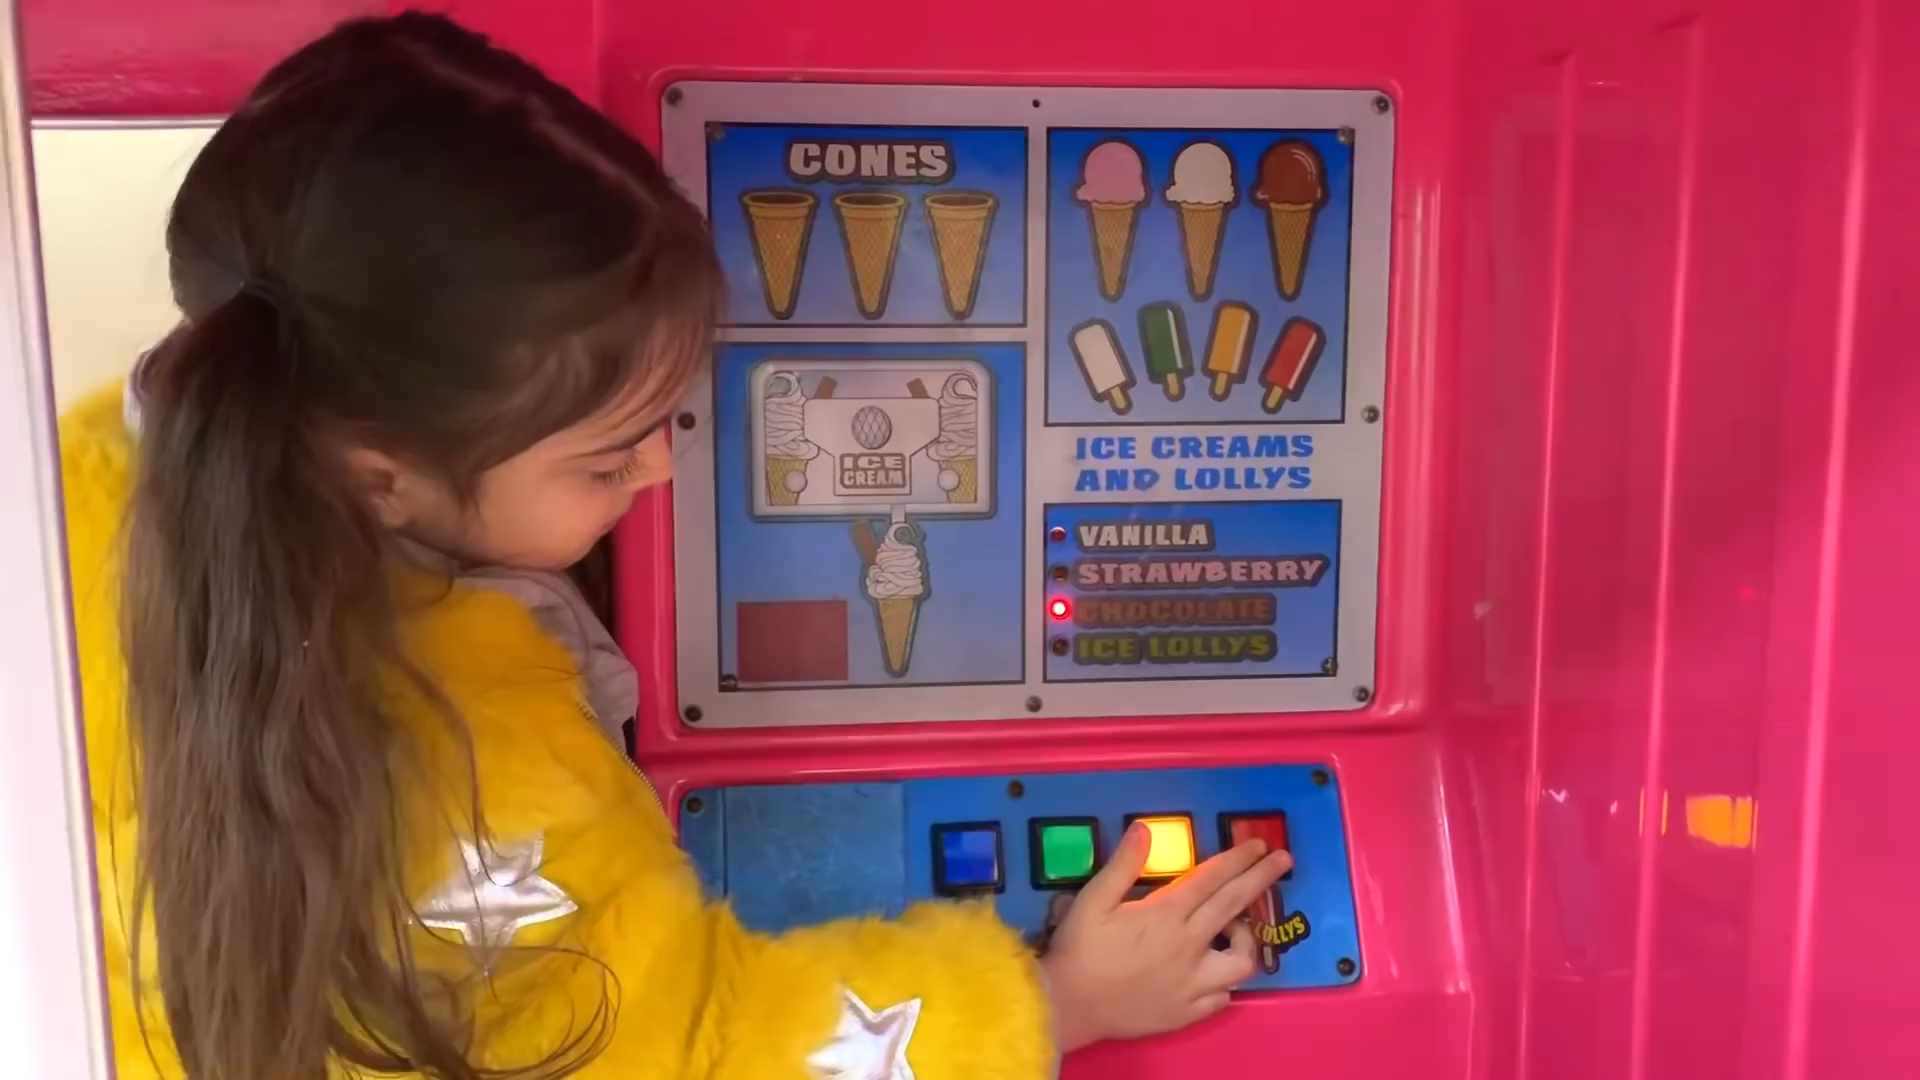 CONES
ICE
CREAM
ICE CREAMS
AND LOLLYS
VANILLA
STRAWBERRY
CHOCOLATE
ICE LOLLYS
LOLLYS